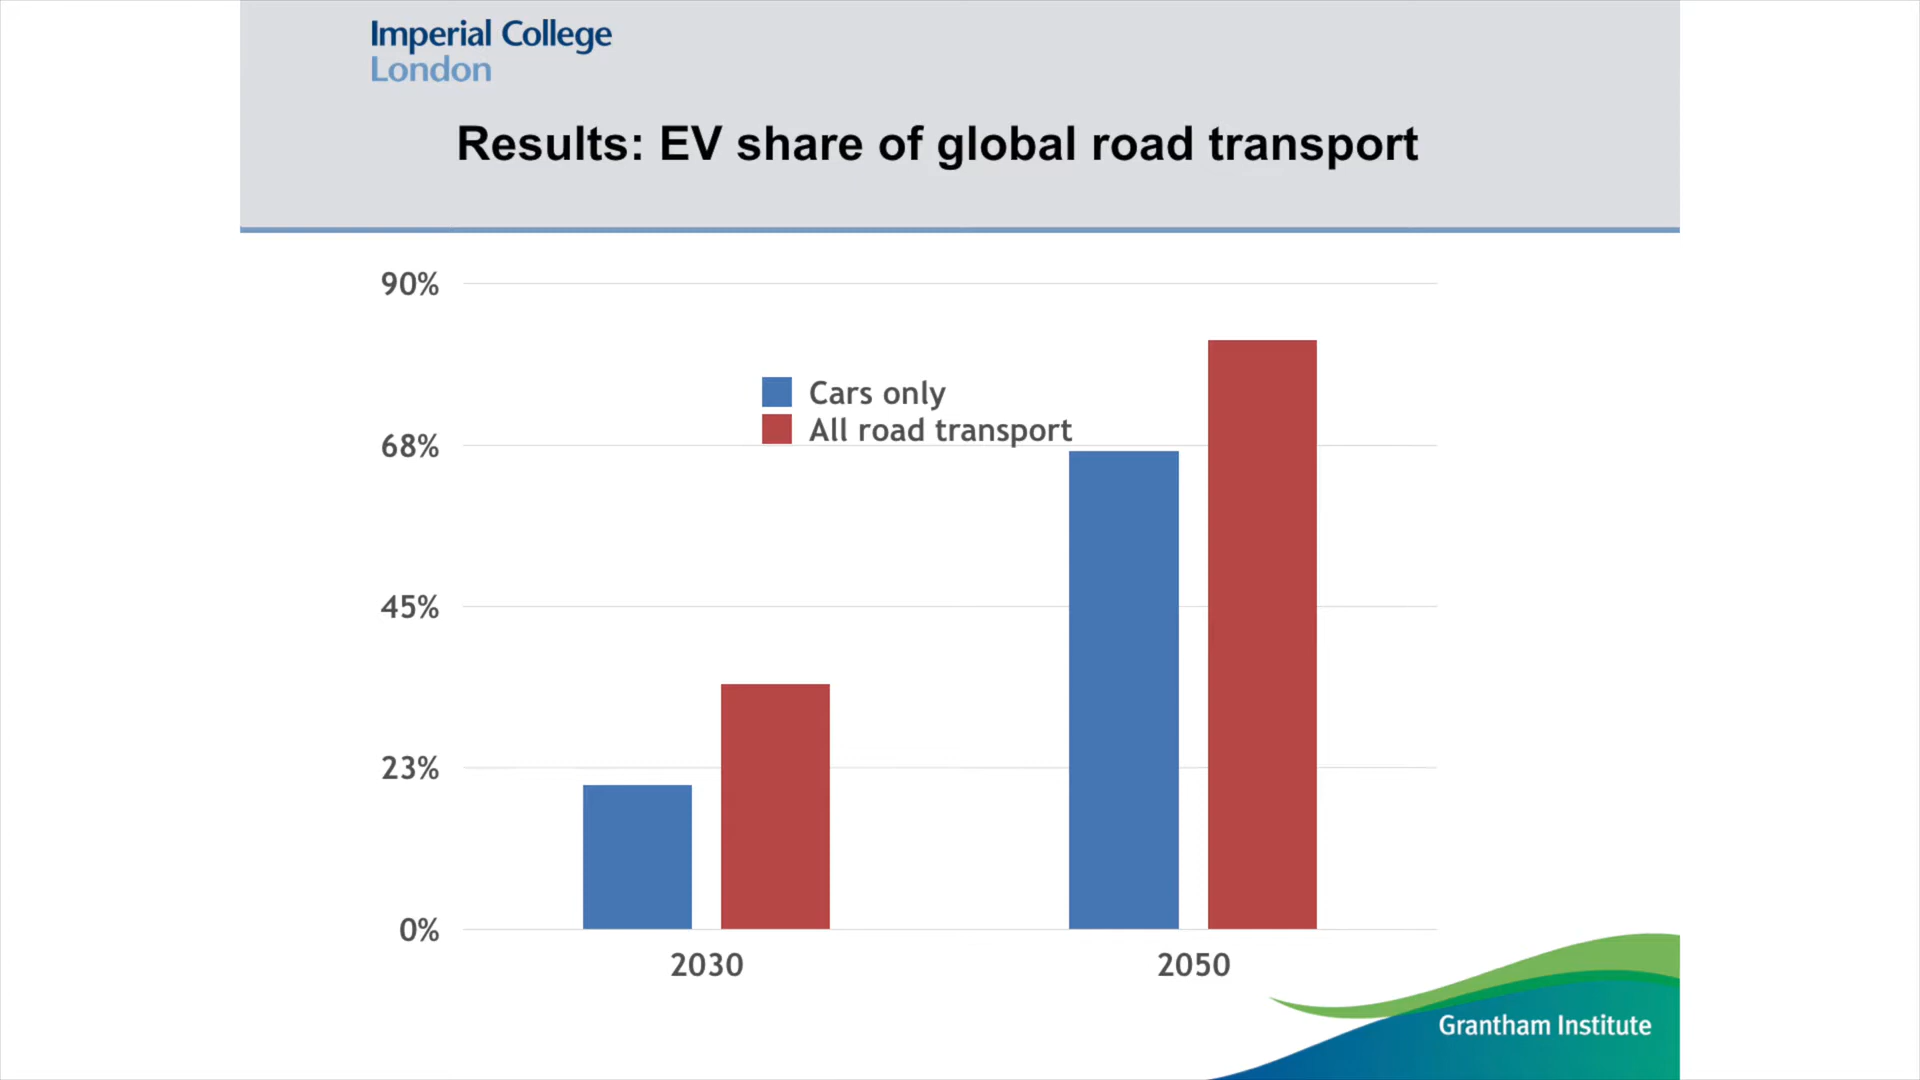 Imperial College
London
Results: EV share of global road transport
90%
Cars only
All road transport
68%
45%
23%
0%
2030
2050
Grantham Institute